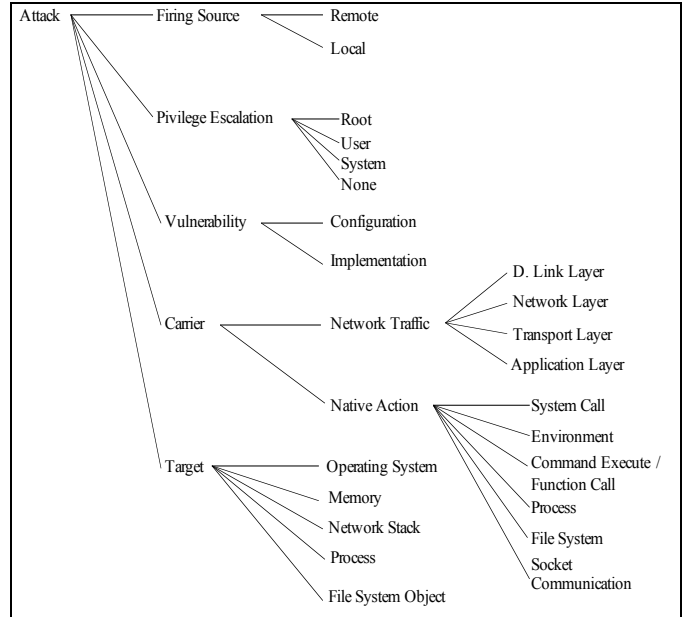 Attack
Firing Source
Remote
Local
Pivilege Escalation
Root
User
System
None
Vulnerability
Configuration
Implementation
Carrier
Network Traffic
D. Link Layer
Network Layer
Transport Layer
Application Layer
Native Action
System Call
Environment
Command Execute /
Function Call
Process
File System
Socket
Communication
Target
Operating System
Memory
Network Stack
Process
File System Object